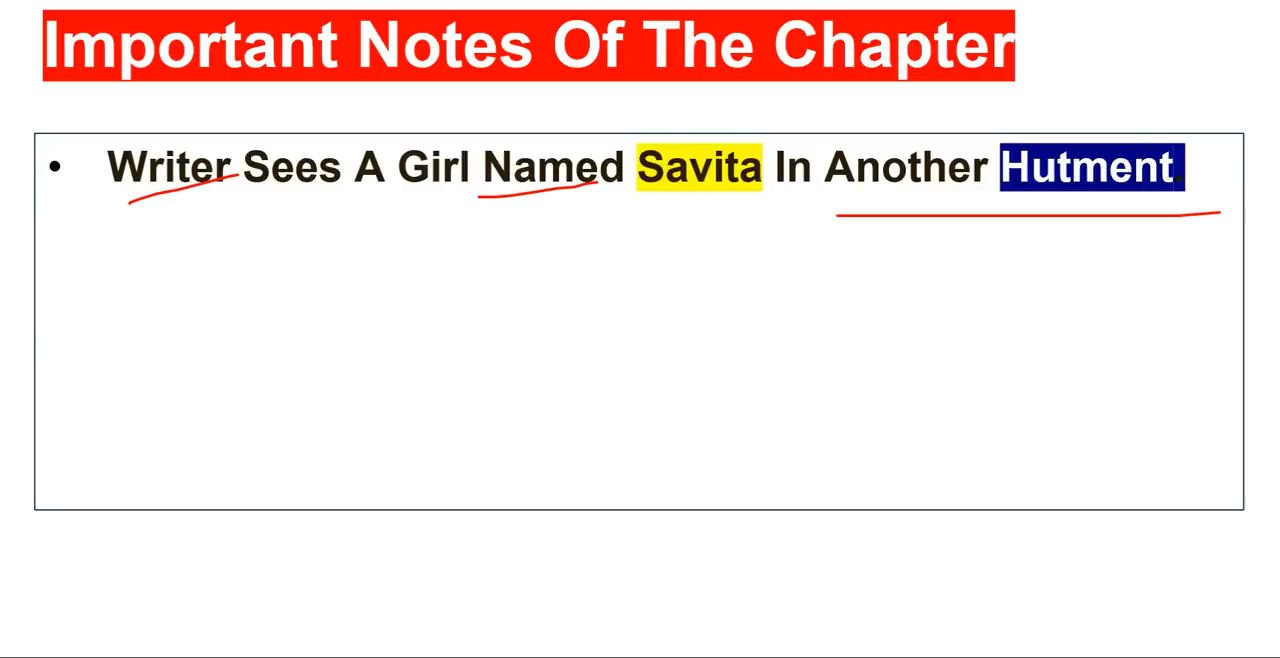 Important Notes Of The Chapter
• Writer Sees A Girl Named Savita In Another Hutment.